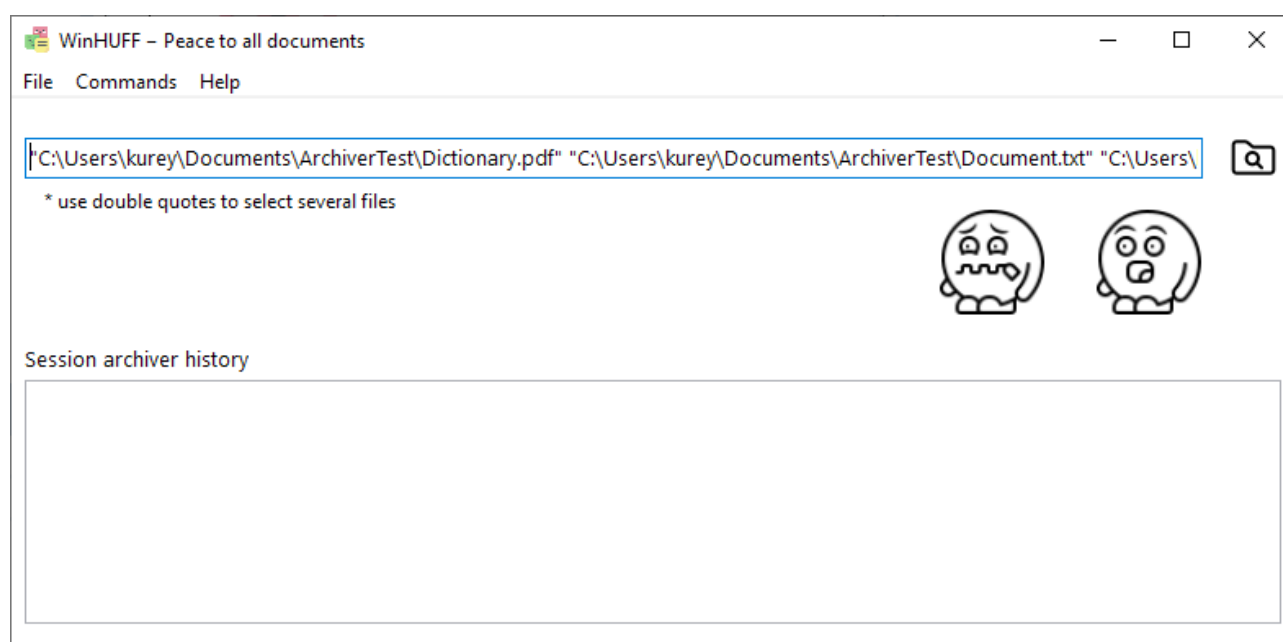 WinHUFF – Peace to all documents
File Commands Help
"C:\Users\kurey\Documents\ArchiverTest\Dictionary.pdf" "C:\Users\kurey\Documents\ArchiverTest\Document.txt" "C:\Users\
* use double quotes to select several files
Session archiver history